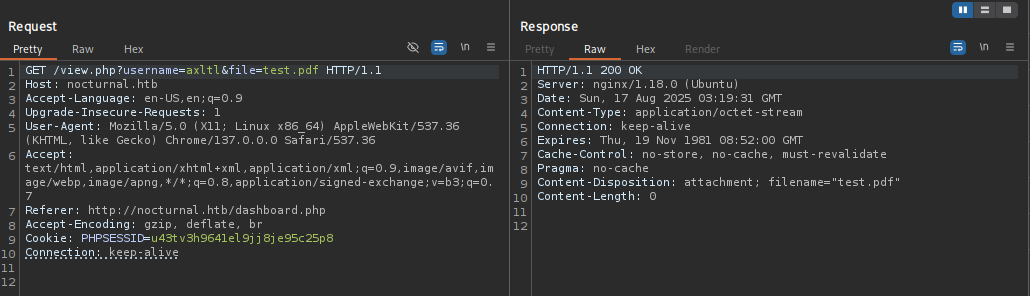 Request
Pretty Raw Hex
\n
1 GET /view.php?username=axltl&file=test.pdf HTTP/1.1
2 Host: nocturnal.htb
3 Accept-Language: en-US,en;q=0.9
4 Upgrade-Insecure-Requests: 1
5 User-Agent: Mozilla/5.0 (X11; Linux x86_64) AppleWebKit/537.36
(KHTML, like Gecko) Chrome/137.0.0.0 Safari/537.36
6 Accept:
text/html,application/xhtml+xml,application/xml;q=0.9,image/avif,im
age/webp,image/apng,*/*;q=0.8,application/signed-exchange;v=b3;q=0.
7
7 Referer: http://nocturnal.htb/dashboard.php
8 Accept-Encoding: gzip, deflate, br
9 Cookie: PHPSESSID=u43tv3h9641el9jj8je95c25p8
10 Connection: keep-alive
11
12
Response
Pretty Raw Hex Render
\n
1 HTTP/1.1 200 OK
2 Server: nginx/1.18.0 (Ubuntu)
3 Date: Sun, 17 Aug 2025 03:19:31 GMT
4 Content-Type: application/octet-stream
5 Connection: keep-alive
6 Expires: Thu, 19 Nov 1981 08:52:00 GMT
7 Cache-Control: no-store, no-cache, must-revalidate
8 Pragma: no-cache
9 Content-Disposition: attachment; filename="test.pdf"
10 Content-Length: 0
11
12